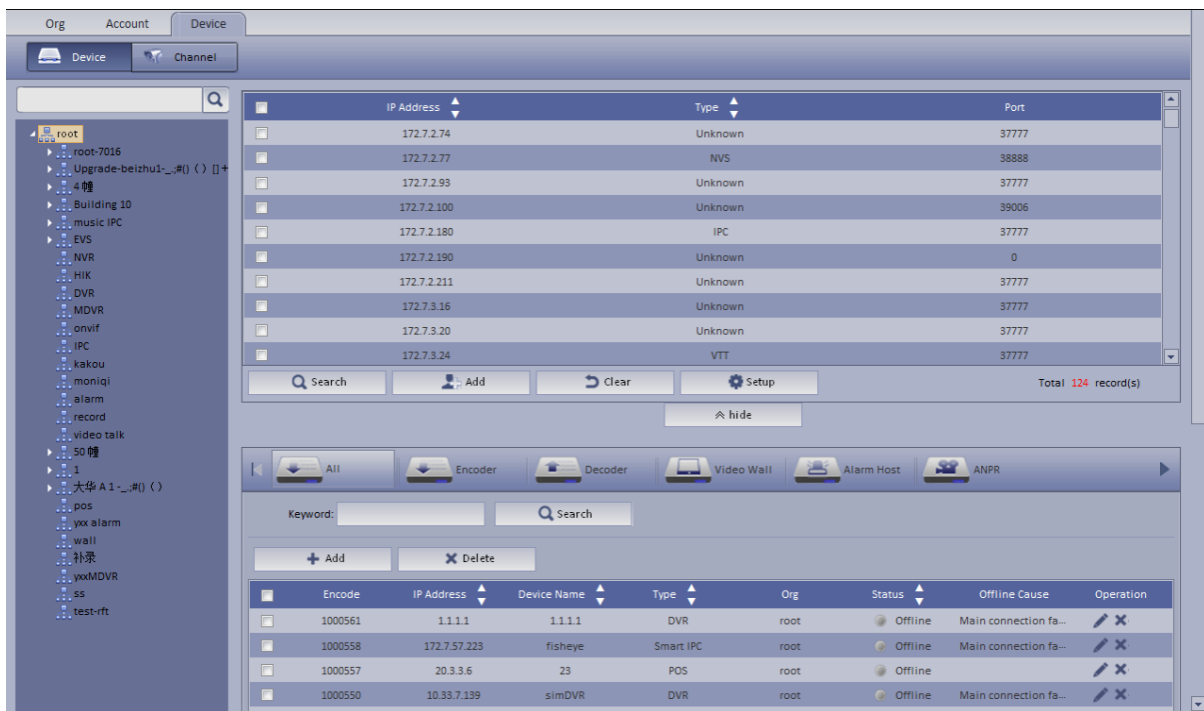 Org Account Device
Device Channel
root
root-7016
Upgrade-beizhu1-_.;#()（）[]+
4幢
Building 10
music IPC
EVS
NVR
HIK
DVR
MDVR
onvif
IPC
kakou
moniqi
alarm
record
video talk
50幢
1
大华 A 1 -_.;#()（）
pos
yxx alarm
wall
补录
yxxMDVR
ss
test-rft
IP Address Type Port
172.7.2.74 Unknown 37777
172.7.2.77 NVS 38888
172.7.2.93 Unknown 37777
172.7.2.100 Unknown 39006
172.7.2.180 IPC 37777
172.7.2.190 Unknown 0
172.7.2.211 Unknown 37777
172.7.3.16 Unknown 37777
172.7.3.20 Unknown 37777
172.7.3.24 VTT 37777
Search Add Clear Setup Total 124 record(s)
hide
All Encoder Decoder Video Wall Alarm Host ANPR
Keyword: Search
Add Delete
Encode IP Address Device Name Type Org Status Offline Cause Operation
1000561 1.1.1.1 1.1.1.1 DVR root Offline Main connection fa...
1000558 172.7.57.223 fisheye Smart IPC root Offline Main connection fa...
1000557 20.3.3.6 23 POS root Offline
1000550 10.33.7.139 simDVR DVR root Offline Main connection fa...